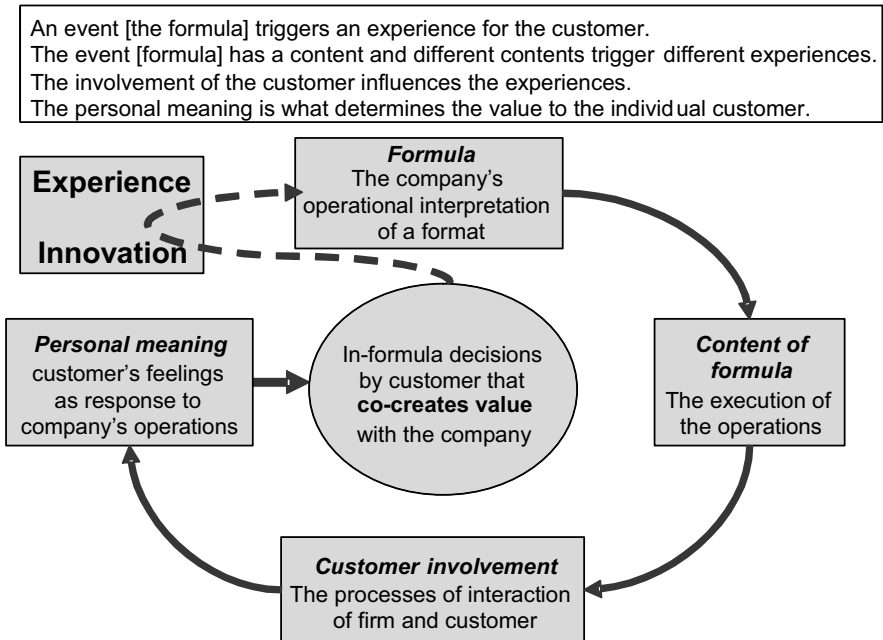 An event [the formula] triggers an experience for the customer.
The event [formula] has a content and different contents trigger different experiences.
The involvement of the customer influences the experiences.
The personal meaning is what determines the value to the individual customer.
Experience
Innovation
Formula
The company's
operational interpretation
of a format
Personal meaning
customer's feelings
as response to
company's operations
In-formula decisions
by customer that
co-creates value
with the company
Content of
formula
The execution of
the operations
Customer involvement
The processes of interaction
of firm and customer